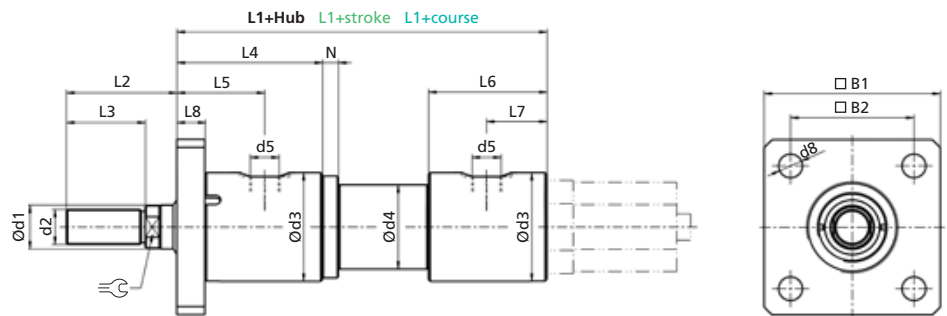 L1+Hub L1+stroke L1+course
L4 N
L2 L5 L6
L3 L8 L7
d5 d5
Ød1 d2 Ød3 Ød4 Ød3
□ B1
□ B2
d8